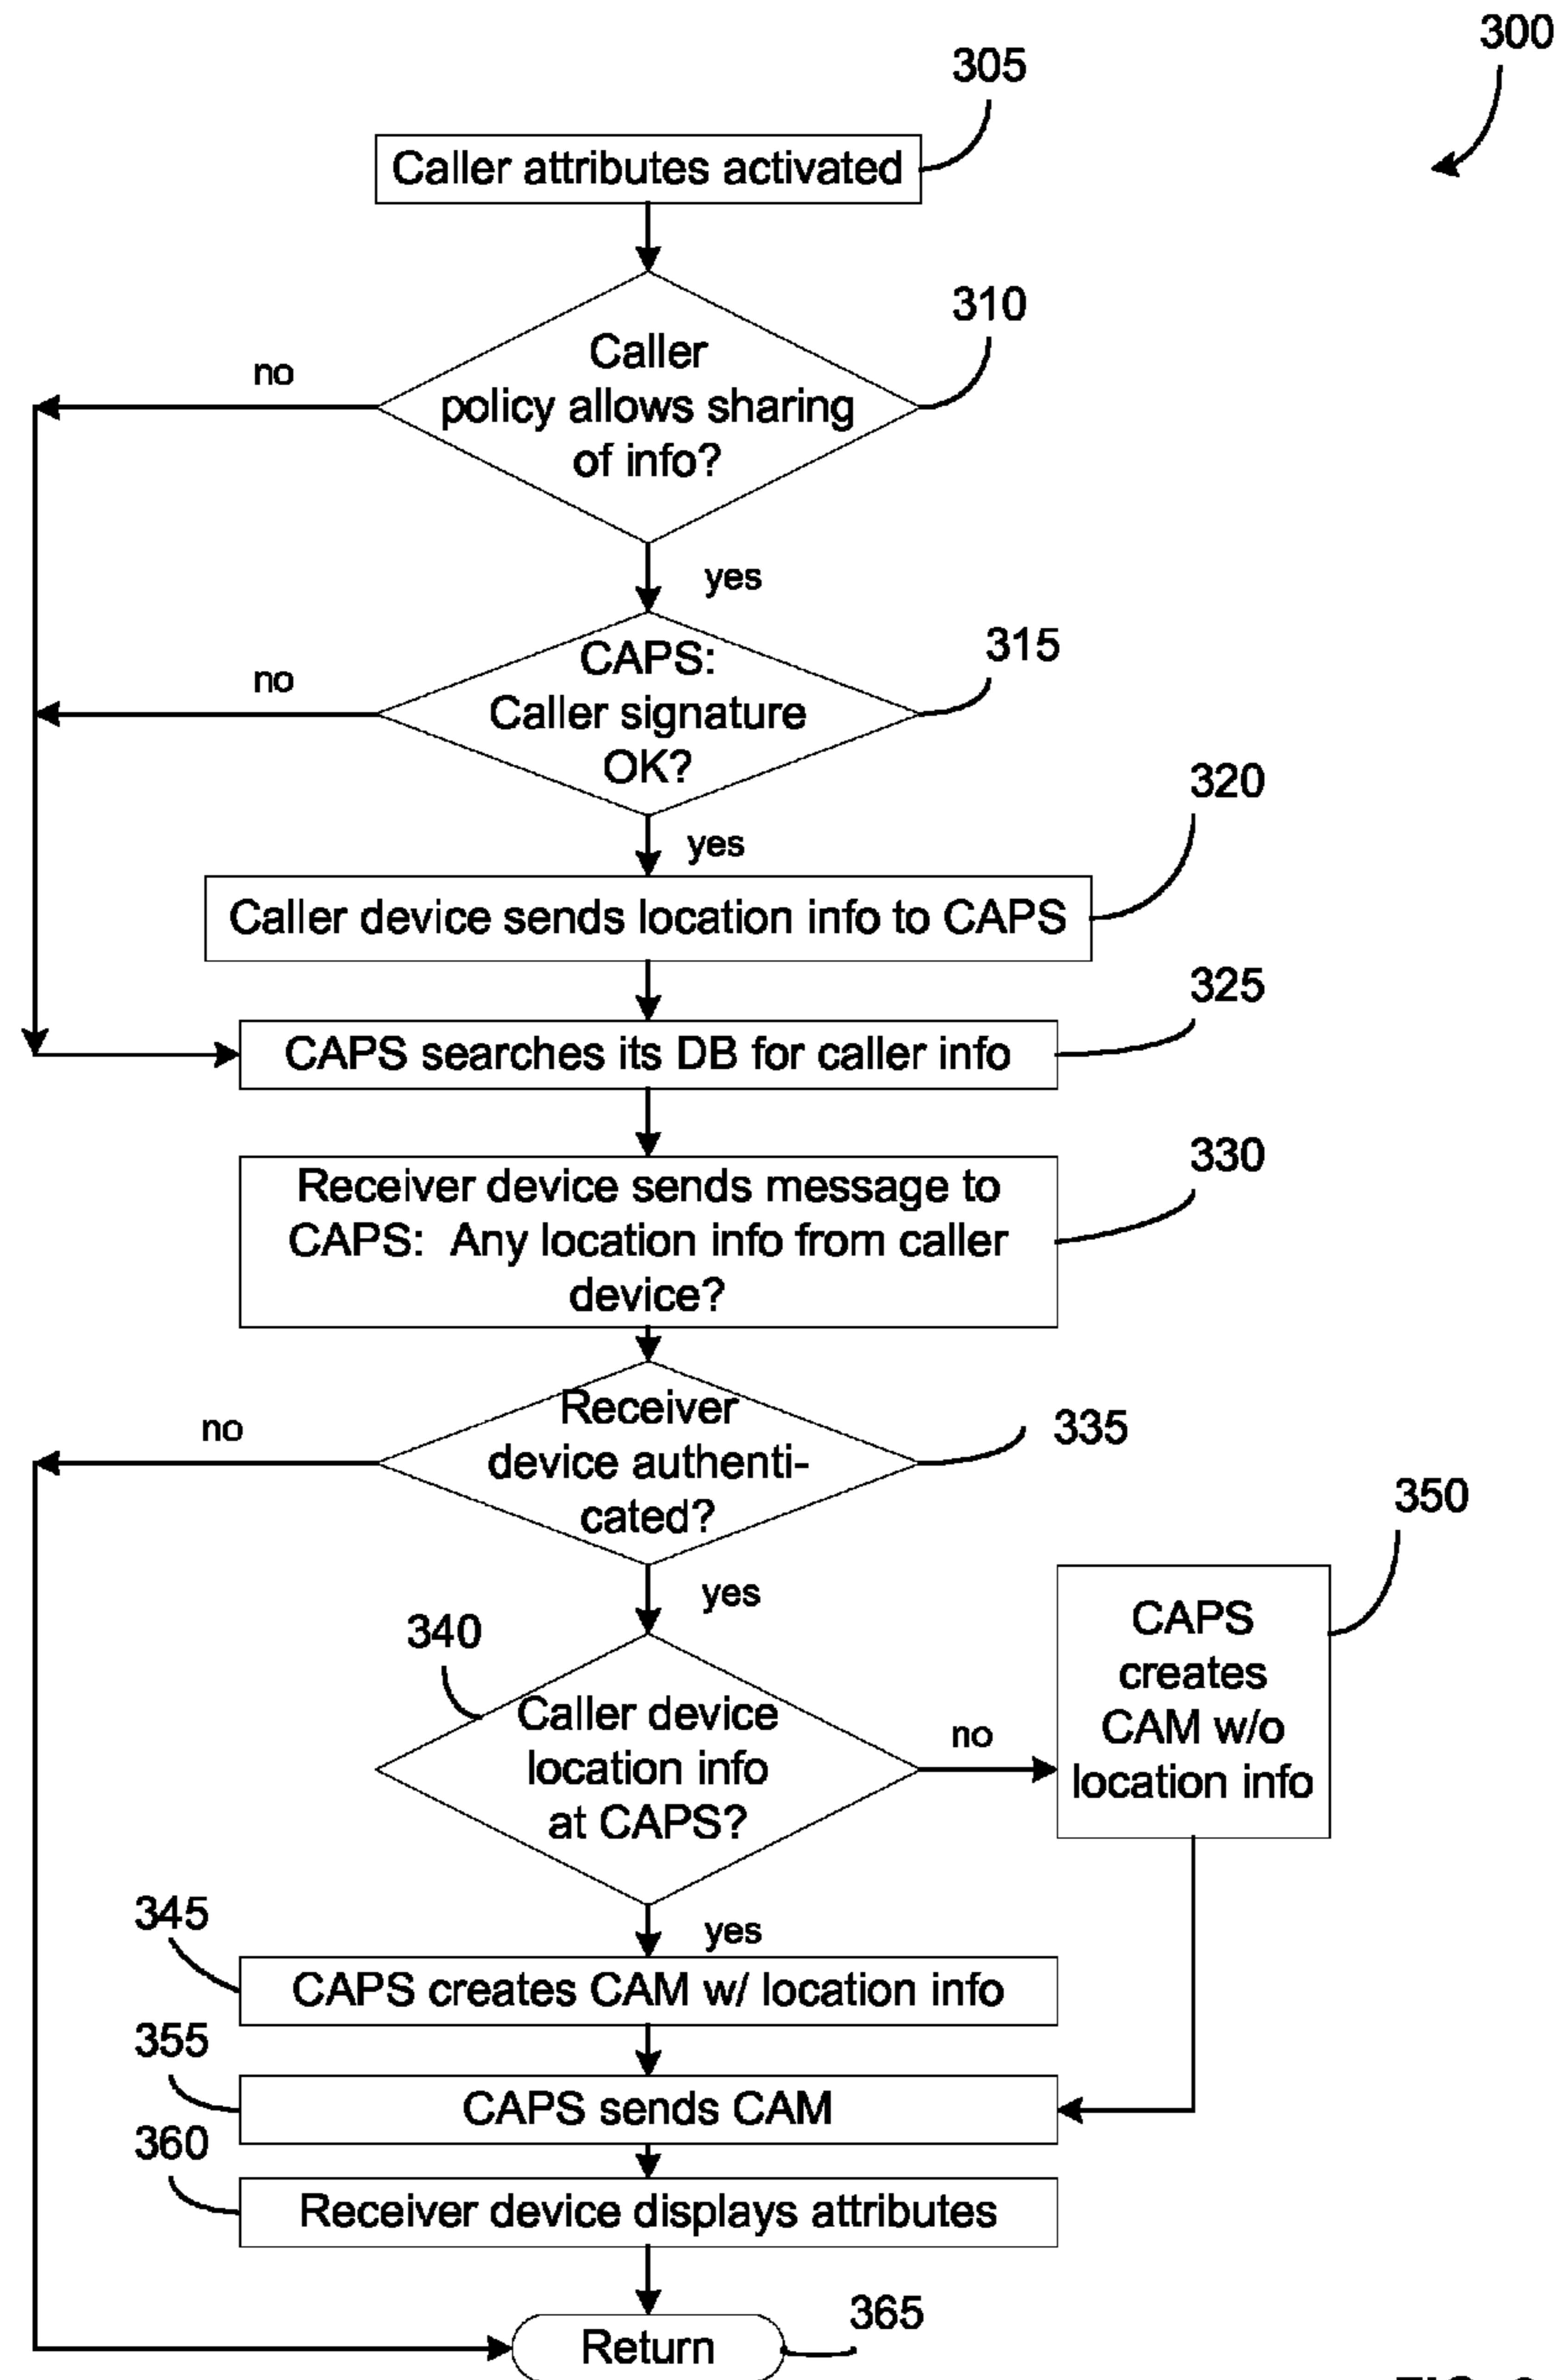 300
305
Caller attributes activated
310
Caller
policy allows sharing
of info?
no
yes
315
CAPS:
Caller signature
OK?
no
yes
320
Caller device sends location info to CAPS
325
CAPS searches its DB for caller info
330
Receiver device sends message to
CAPS: Any location info from caller
device?
335
Receiver
device authenti-
cated?
no
yes
340
Caller device
location info
at CAPS?
no
350
CAPS
creates
CAM w/o
location info
yes
345
CAPS creates CAM w/ location info
355
CAPS sends CAM
360
Receiver device displays attributes
365
Return